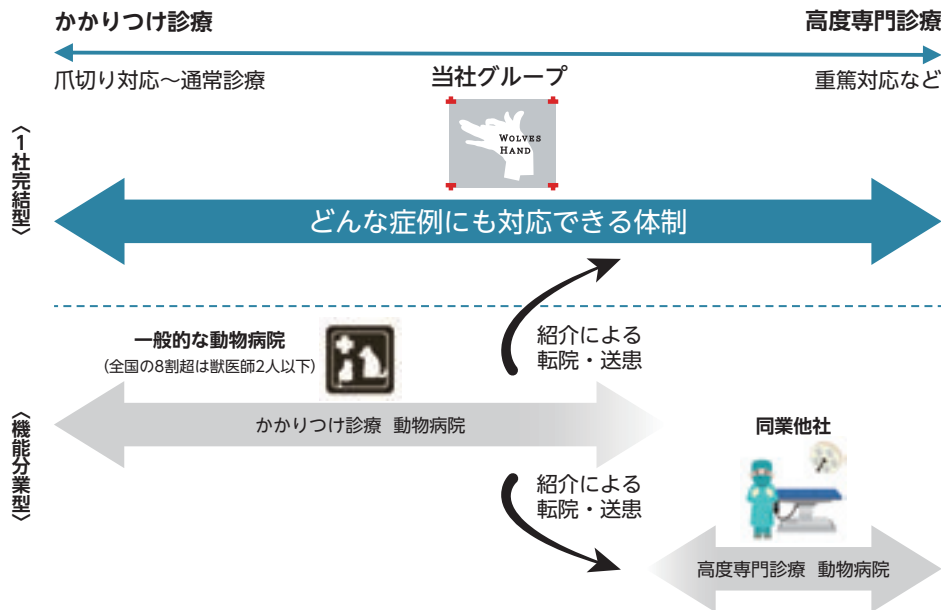 かかりつけ診療
高度専門診療
爪切り対応～通常診療
当社グループ
重篤対応など
WOLVES
HAND
〈1社完結型〉
どんな症例にも対応できる体制
一般的な動物病院
(全国の8割超は獣医師2人以下)
紹介による
転院・送患
〈機能分業型〉
かかりつけ診療 動物病院
同業他社
紹介による
転院・送患
高度専門診療 動物病院